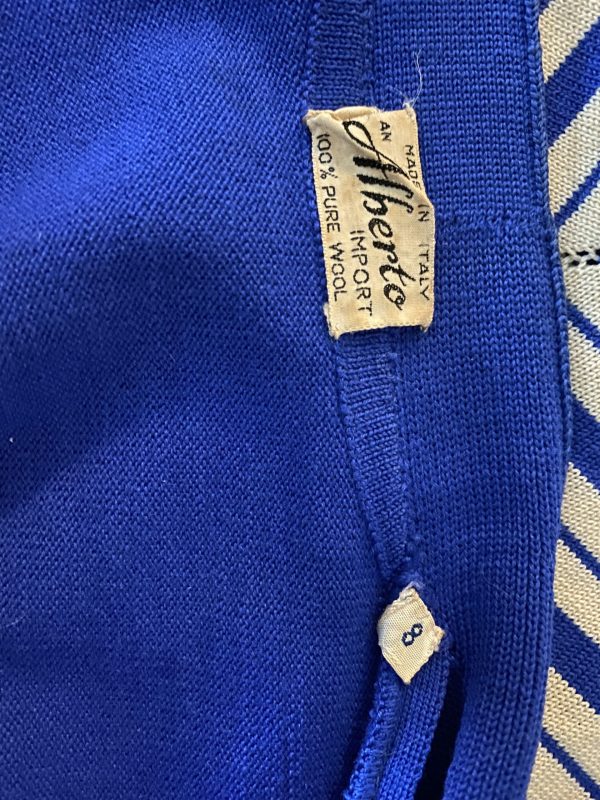 MADE IN ITALY
AN
Alberto
IMPORT
100% PURE WOOL
8